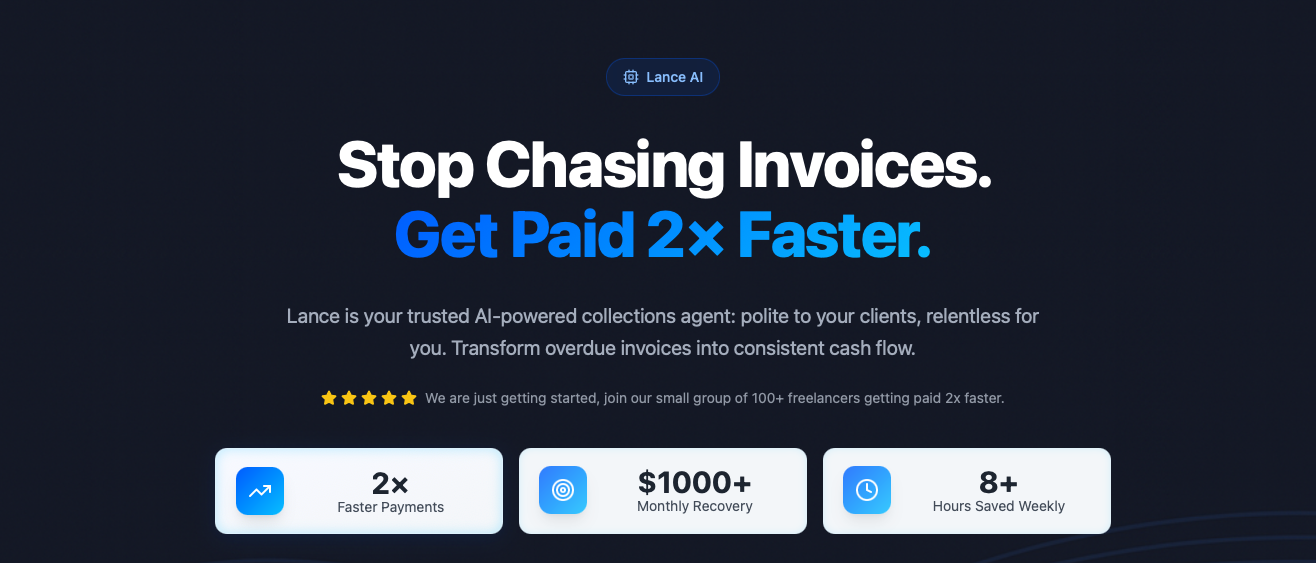 Lance AI
Stop Chasing Invoices.
Get Paid 2× Faster.
Lance is your trusted AI-powered collections agent: polite to your clients, relentless for
you. Transform overdue invoices into consistent cash flow.
We are just getting started, join our small group of 100+ freelancers getting paid 2x faster.
2×
Faster Payments
$1000+
Monthly Recovery
8+
Hours Saved Weekly